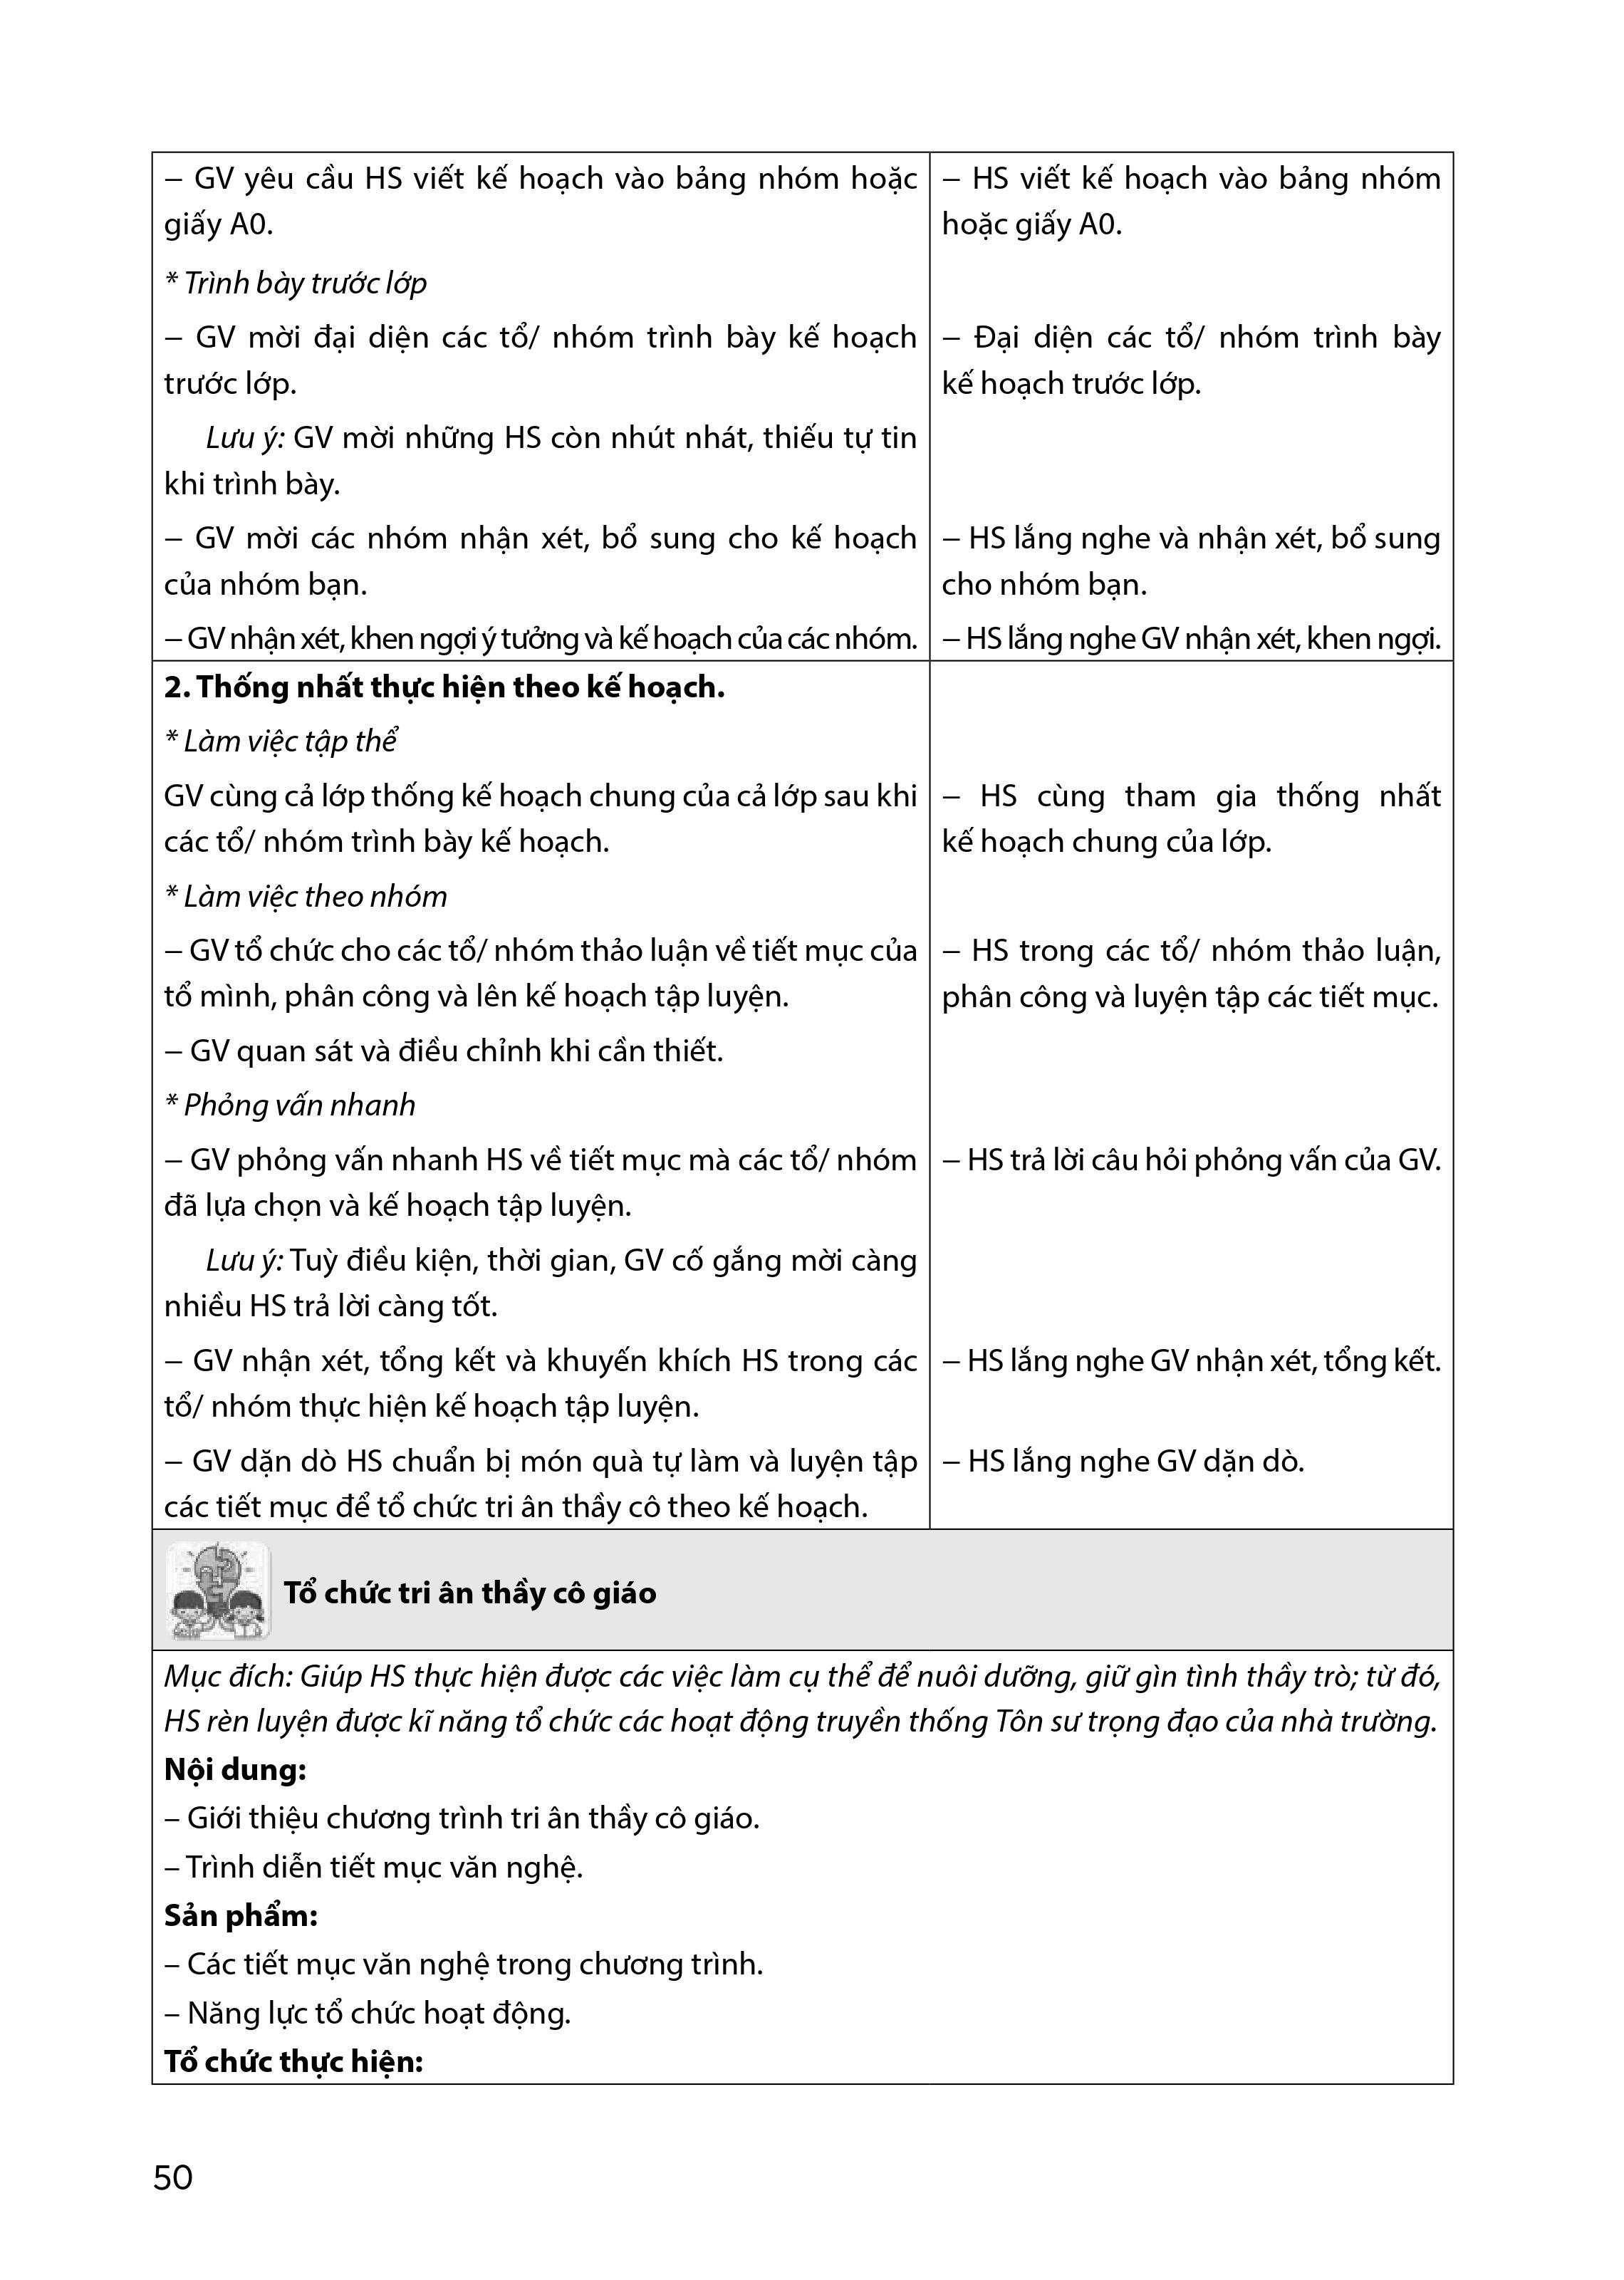 – GV yêu cầu HS viết kế hoạch vào bảng nhóm hoặc
giấy A0.
* Trình bày trước lớp
– GV mời đại diện các tổ/ nhóm trình bày kế hoạch
trước lớp.
Lưu ý: GV mời những HS còn nhút nhát, thiếu tự tin
khi trình bày.
– GV mời các nhóm nhận xét, bổ sung cho kế hoạch
của nhóm bạn.
– GV nhận xét, khen ngợi ý tưởng và kế hoạch của các nhóm.
– HS viết kế hoạch vào bảng nhóm
hoặc giấy A0.
– Đại diện các tổ/ nhóm trình bày
kế hoạch trước lớp.
– HS lắng nghe và nhận xét, bổ sung
cho nhóm bạn.
– HS lắng nghe GV nhận xét, khen ngợi.
2. Thống nhất thực hiện theo kế hoạch.
* Làm việc tập thể
GV cùng cả lớp thống kế hoạch chung của cả lớp sau khi
các tổ/ nhóm trình bày kế hoạch.
* Làm việc theo nhóm
– GV tổ chức cho các tổ/ nhóm thảo luận về tiết mục của
tổ mình, phân công và lên kế hoạch tập luyện.
– GV quan sát và điều chỉnh khi cần thiết.
* Phỏng vấn nhanh
– GV phỏng vấn nhanh HS về tiết mục mà các tổ/ nhóm
đã lựa chọn và kế hoạch tập luyện.
Lưu ý: Tuỳ điều kiện, thời gian, GV cố gắng mời càng
nhiều HS trả lời càng tốt.
– GV nhận xét, tổng kết và khuyến khích HS trong các
tổ/ nhóm thực hiện kế hoạch tập luyện.
– GV dặn dò HS chuẩn bị món quà tự làm và luyện tập
các tiết mục để tổ chức tri ân thầy cô theo kế hoạch.
– HS cùng tham gia thống nhất
kế hoạch chung của lớp.
– HS trong các tổ/ nhóm thảo luận,
phân công và luyện tập các tiết mục.
– HS trả lời câu hỏi phỏng vấn của GV.
– HS lắng nghe GV nhận xét, tổng kết.
– HS lắng nghe GV dặn dò.
Tổ chức tri ân thầy cô giáo
Mục đích: Giúp HS thực hiện được các việc làm cụ thể để nuôi dưỡng, giữ gìn tình thầy trò; từ đó,
HS rèn luyện được kĩ năng tổ chức các hoạt động truyền thống Tôn sư trọng đạo của nhà trường.
Nội dung:
– Giới thiệu chương trình tri ân thầy cô giáo.
– Trình diễn tiết mục văn nghệ.
Sản phẩm:
– Các tiết mục văn nghệ trong chương trình.
– Năng lực tổ chức hoạt động.
Tổ chức thực hiện:
50